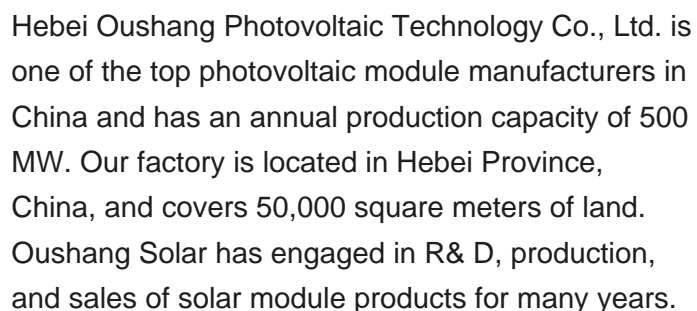 Hebei Oushang Photovoltaic Technology Co., Ltd. is
one of the top photovoltaic module manufacturers in
China and has an annual production capacity of 500
MW. Our factory is located in Hebei Province,
China, and covers 50,000 square meters of land.
Oushang Solar has engaged in R& D, production,
and sales of solar module products for many years.